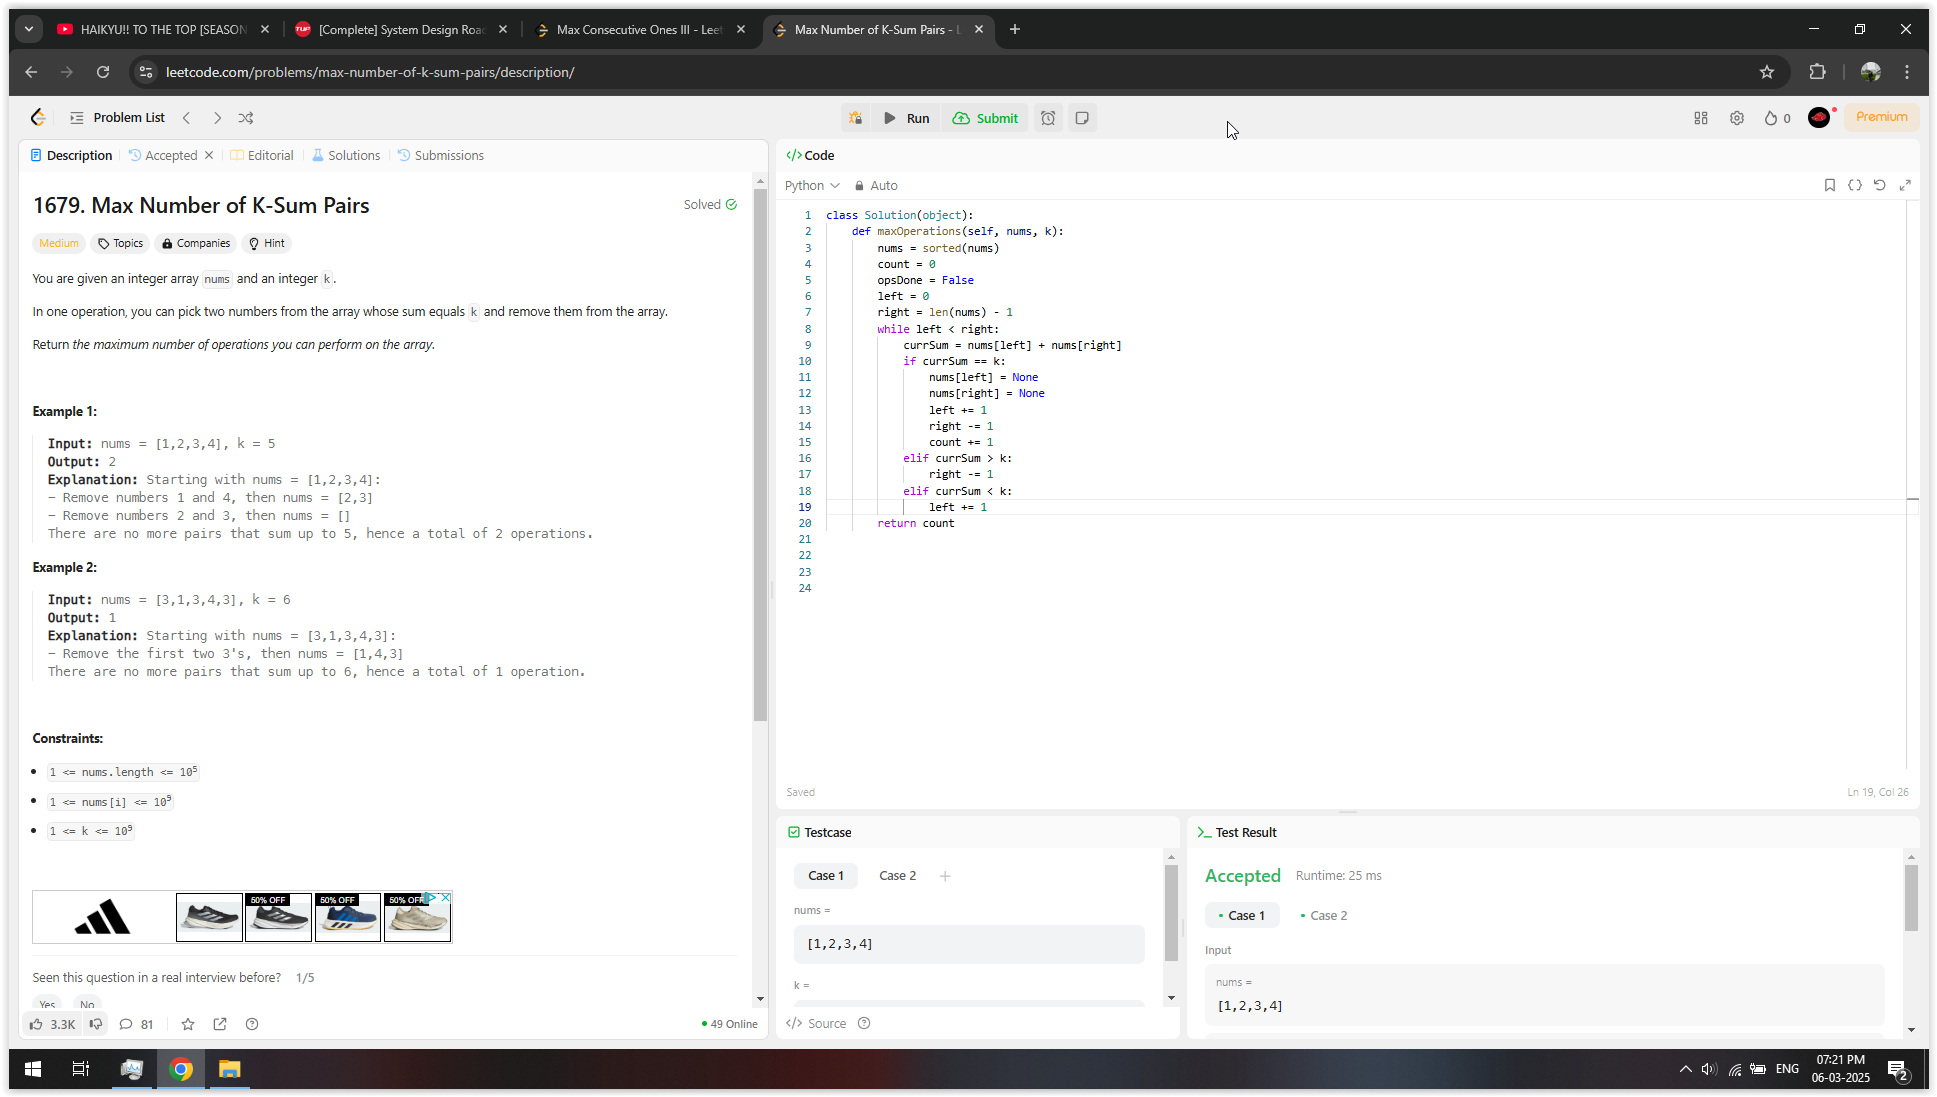 HAIKYU!! TO THE TOP [SEASON
[Complete] System Design Road
Max Consecutive Ones III - Leet
Max Number of K-Sum Pairs - L
leetcode.com/problems/max-number-of-k-sum-pairs/description/
Problem List
Run
Submit
0
Premium
Description
Accepted
Editorial
Solutions
Submissions
1679. Max Number of K-Sum Pairs
Solved
Medium
Topics
Companies
Hint
You are given an integer array nums and an integer k.
In one operation, you can pick two numbers from the array whose sum equals k and remove them from the array.
Return the maximum number of operations you can perform on the array.
Example 1:
Input: nums = [1,2,3,4], k = 5
Output: 2
Explanation: Starting with nums = [1,2,3,4]:
- Remove numbers 1 and 4, then nums = [2,3]
- Remove numbers 2 and 3, then nums = []
There are no more pairs that sum up to 5, hence a total of 2 operations.
Example 2:
Input: nums = [3,1,3,4,3], k = 6
Output: 1
Explanation: Starting with nums = [3,1,3,4,3]:
- Remove the first two 3's, then nums = [1,4,3]
There are no more pairs that sum up to 6, hence a total of 1 operation.
Constraints:
1 <= nums.length <= 10⁵
1 <= nums[i] <= 10⁹
1 <= k <= 10⁹
50% OFF
50% OFF
50% OFF
Seen this question in a real interview before? 1/5
Yes
No
3.3K
81
49 Online
</>Code
Python
Auto
1 class Solution(object):
2     def maxOperations(self, nums, k):
3         nums = sorted(nums)
4         count = 0
5         opsDone = False
6         left = 0
7         right = len(nums) - 1
8         while left < right:
9             currSum = nums[left] + nums[right]
10             if currSum == k:
11                 nums[left] = None
12                 nums[right] = None
13                 left += 1
14                 right -= 1
15                 count += 1
16             elif currSum > k:
17                 right -= 1
18             elif currSum < k:
19                 left += 1
20         return count
21
22
23
24
Saved
Ln 19, Col 26
Testcase
Case 1
Case 2
nums =
[1,2,3,4]
k =
</> Source
Test Result
Accepted
Runtime: 25 ms
Case 1
Case 2
Input
nums =
[1,2,3,4]
ENG
07:21 PM
06-03-2025
2